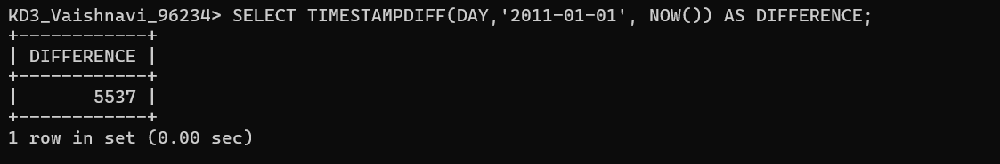 KD3_Vaishnavi_96234> SELECT TIMESTAMPDIFF(DAY,'2011-01-01', NOW()) AS DIFFERENCE;
+------------+
| DIFFERENCE |
+------------+
|       5537 |
+------------+
1 row in set (0.00 sec)